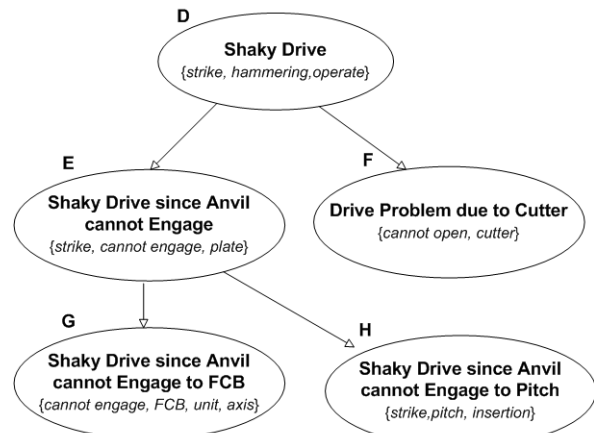 D
Shaky Drive
{strike, hammering,operate}
E
Shaky Drive since Anvil
cannot Engage
{strike, cannot engage, plate}
F
Drive Problem due to Cutter
{cannot open, cutter}
G
Shaky Drive since Anvil
cannot Engage to FCB
{cannot engage, FCB, unit, axis}
H
Shaky Drive since Anvil
cannot Engage to Pitch
{strike,pitch, insertion}